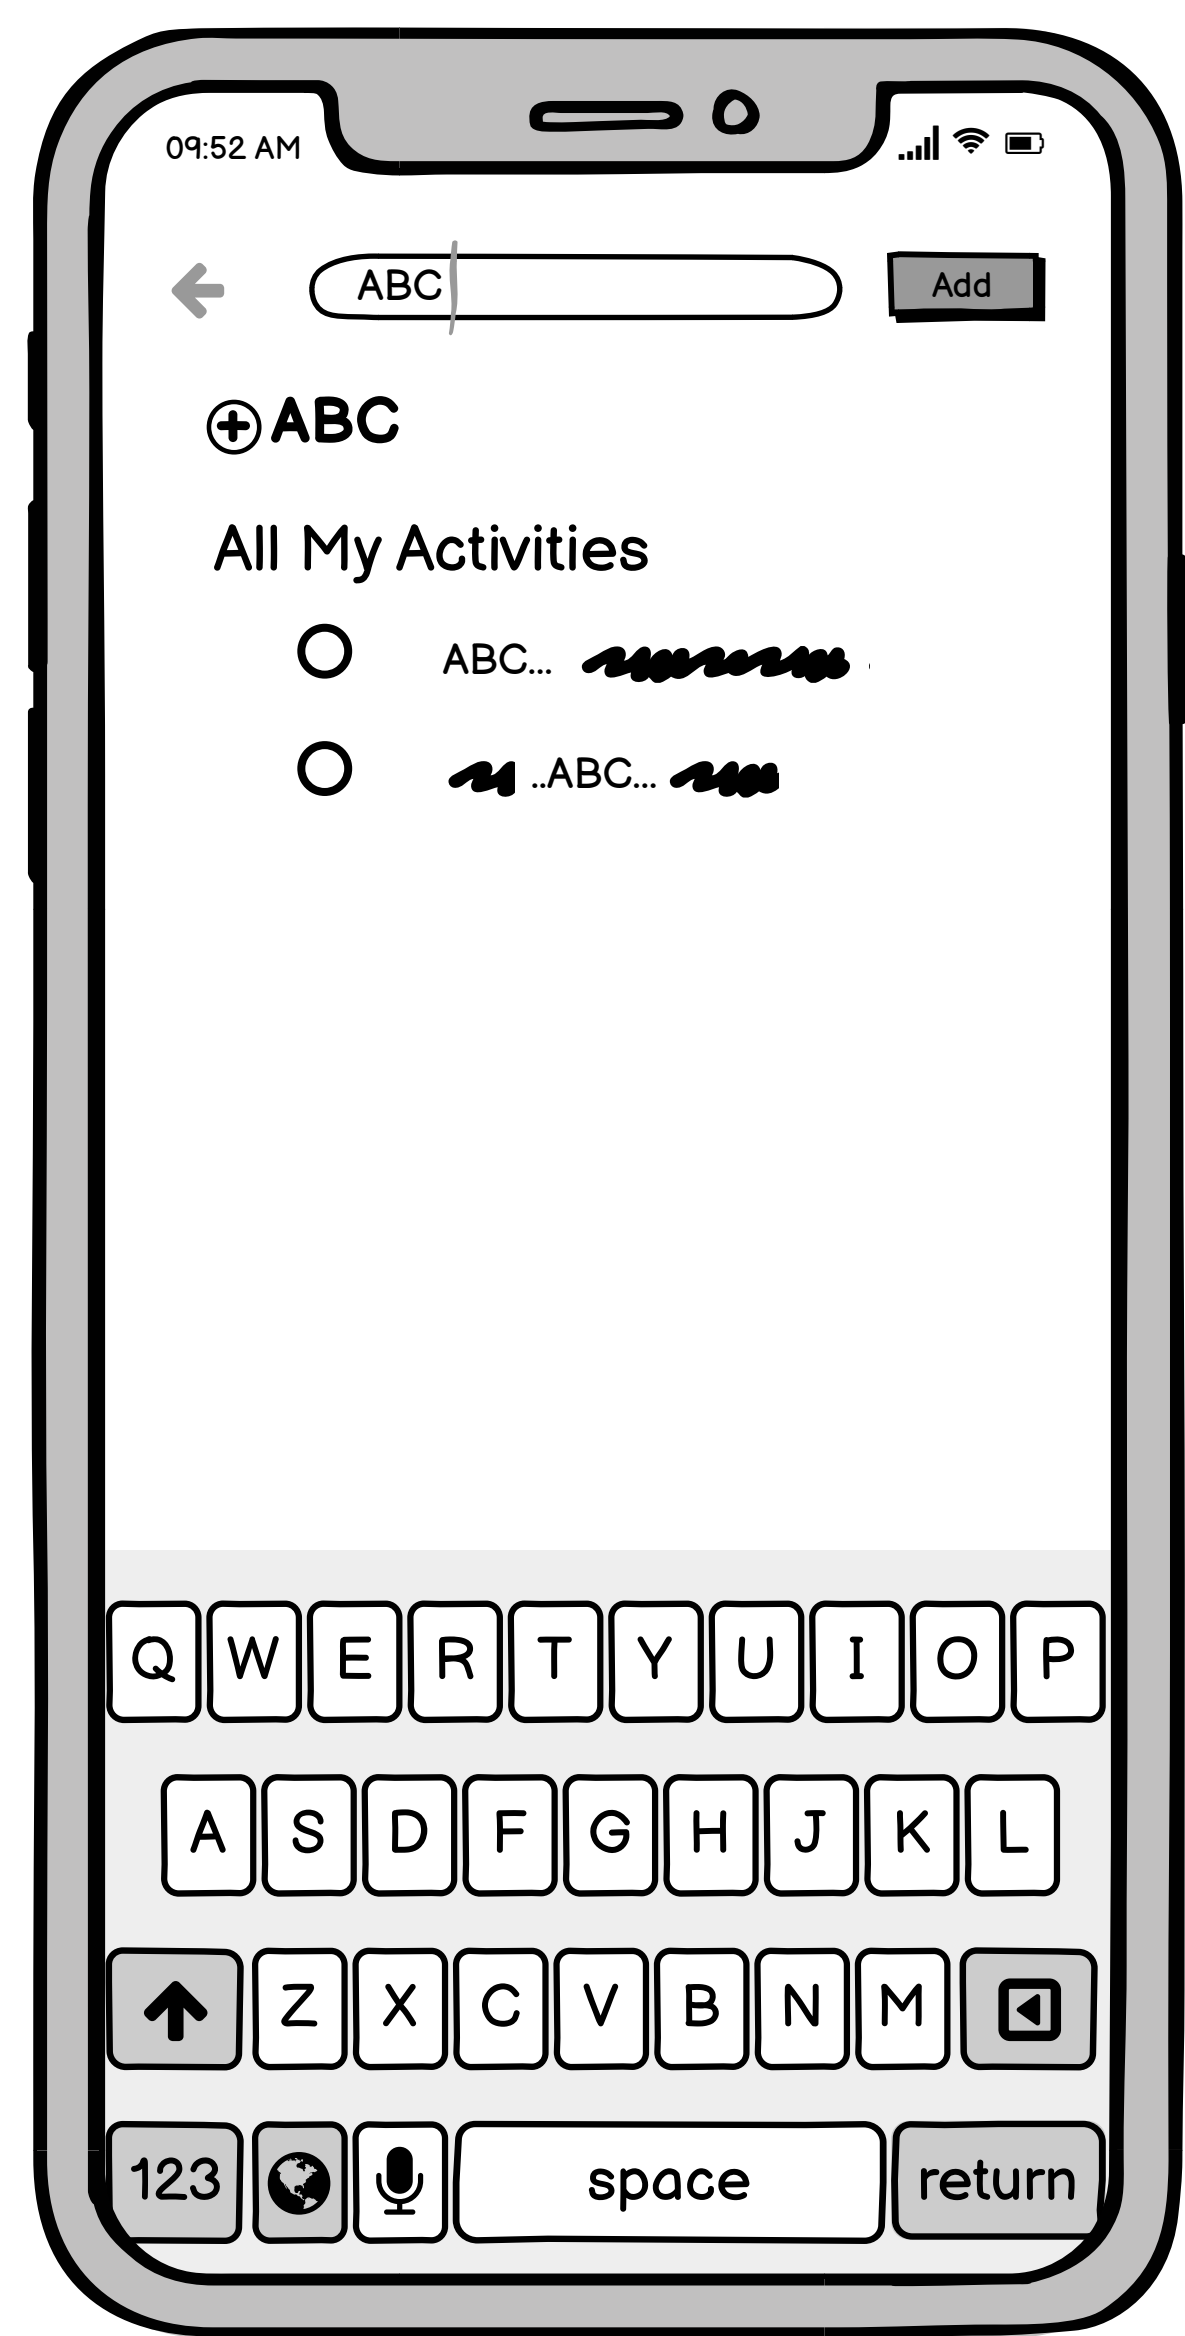 09:52 AM
ABC
Add
ABC
All My Activities
ABC...
..ABC...
Q W E R T Y U I O P
A S D F G H J K L
Z X C V B N M
123 space return